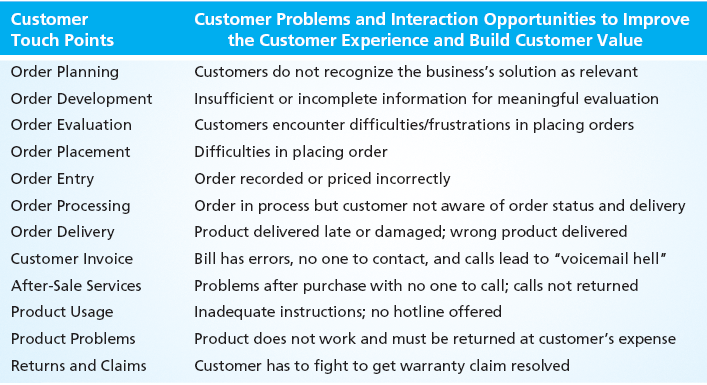 Customer Touch Points
Customer Problems and Interaction Opportunities to Improve the Customer Experience and Build Customer Value
Order Planning Customers do not recognize the business's solution as relevant
Order Development Insufficient or incomplete information for meaningful evaluation
Order Evaluation Customers encounter difficulties/frustrations in placing orders
Order Placement Difficulties in placing order
Order Entry Order recorded or priced incorrectly
Order Processing Order in process but customer not aware of order status and delivery
Order Delivery Product delivered late or damaged; wrong product delivered
Customer Invoice Bill has errors, no one to contact, and calls lead to “voicemail hell”
After-Sale Services Problems after purchase with no one to call; calls not returned
Product Usage Inadequate instructions; no hotline offered
Product Problems Product does not work and must be returned at customer's expense
Returns and Claims Customer has to fight to get warranty claim resolved